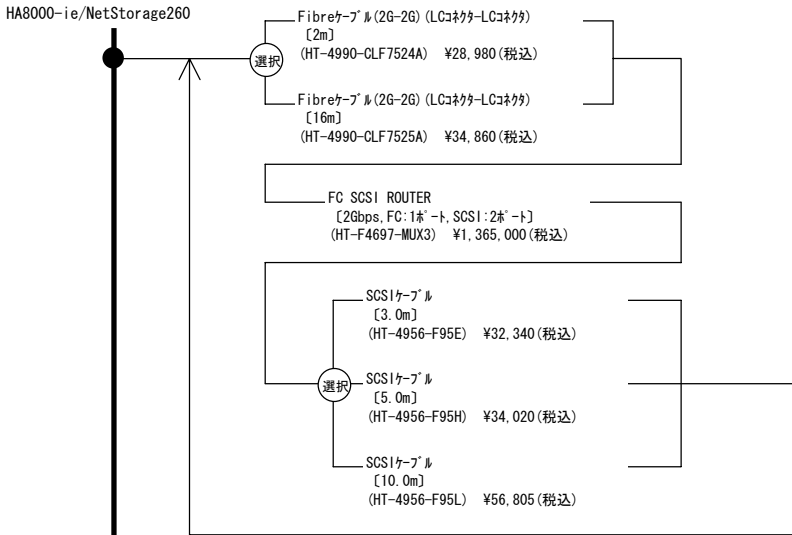 HA8000-ie/NetStorage260
Fibreｹｰﾌﾞﾙ(2G-2G)(LCｺﾈｸﾀｰLCｺﾈｸﾀ)
〔2m〕
(HT-4990-CLF7524A) ¥28,980(税込)
選択
Fibreｹｰﾌﾞﾙ(2G-2G)(LCｺﾈｸﾀｰLCｺﾈｸﾀ)
〔16m〕
(HT-4990-CLF7525A) ¥34,860(税込)
FC SCSI ROUTER
〔2Gbps,FC:1ﾎﾟｰﾄ,SCSI:2ﾎﾟｰﾄ〕
(HT-F4697-MUX3) ¥1,365,000(税込)
SCSIｹｰﾌﾞﾙ
〔3.0m〕
(HT-4956-F95E) ¥32,340(税込)
選択
SCSIｹｰﾌﾞﾙ
〔5.0m〕
(HT-4956-F95H) ¥34,020(税込)
SCSIｹｰﾌﾞﾙ
〔10.0m〕
(HT-4956-F95L) ¥56,805(税込)